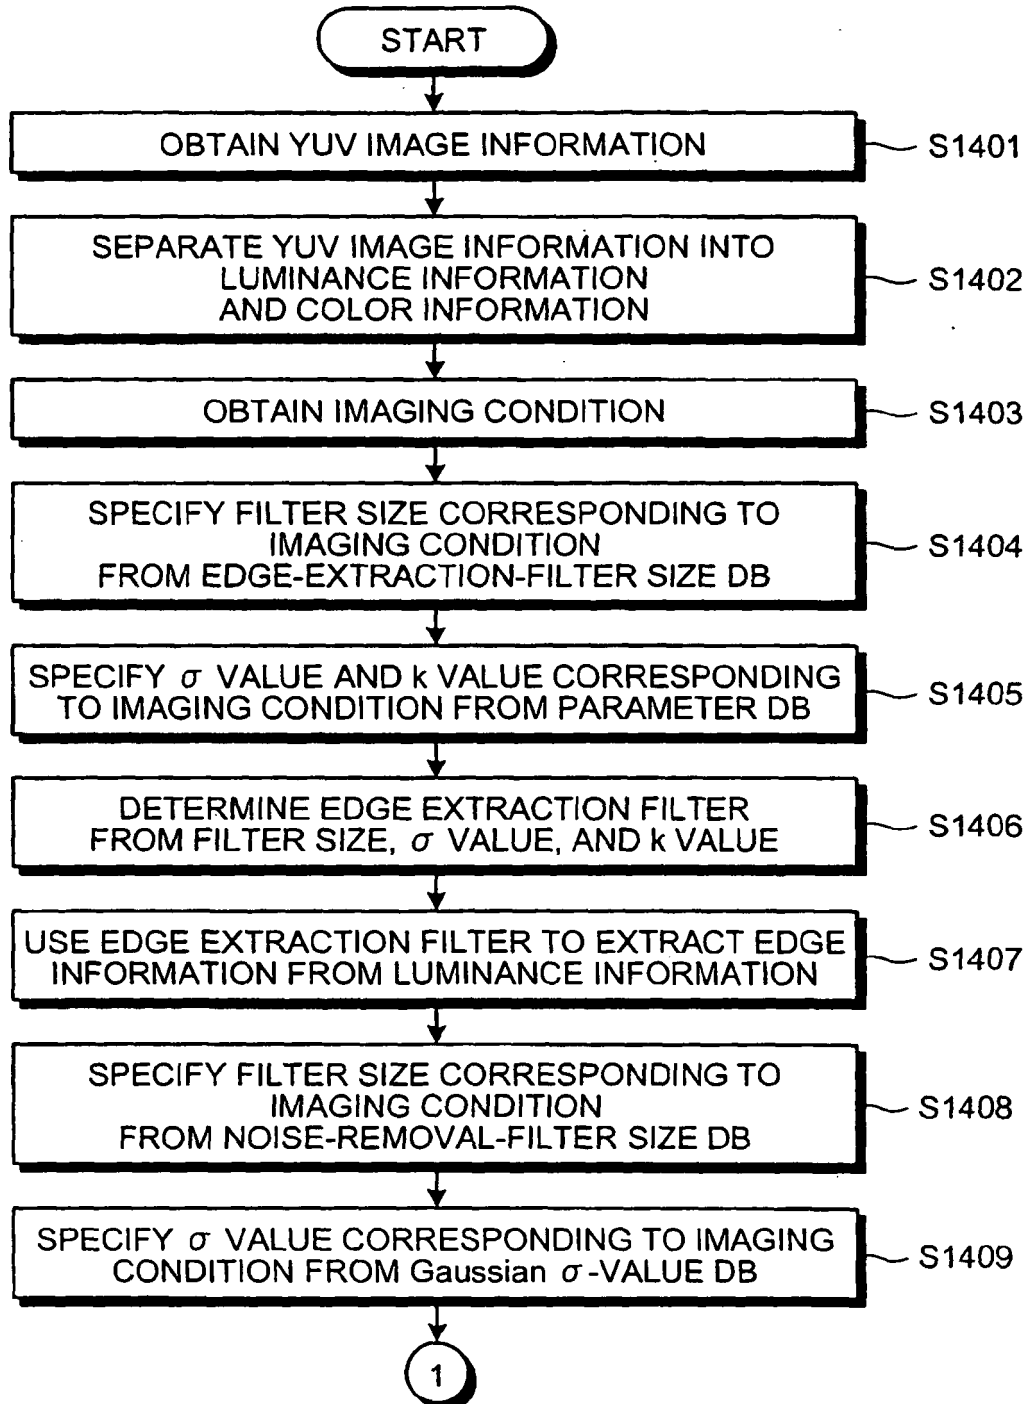 START
OBTAIN YUV IMAGE INFORMATION
S1401
SEPARATE YUV IMAGE INFORMATION INTO
LUMINANCE INFORMATION
AND COLOR INFORMATION
S1402
OBTAIN IMAGING CONDITION
S1403
SPECIFY FILTER SIZE CORRESPONDING TO
IMAGING CONDITION
FROM EDGE-EXTRACTION-FILTER SIZE DB
S1404
SPECIFY σ VALUE AND k VALUE CORRESPONDING
TO IMAGING CONDITION FROM PARAMETER DB
S1405
DETERMINE EDGE EXTRACTION FILTER
FROM FILTER SIZE, σ VALUE, AND k VALUE
S1406
USE EDGE EXTRACTION FILTER TO EXTRACT EDGE
INFORMATION FROM LUMINANCE INFORMATION
S1407
SPECIFY FILTER SIZE CORRESPONDING TO
IMAGING CONDITION
FROM NOISE-REMOVAL-FILTER SIZE DB
S1408
SPECIFY σ VALUE CORRESPONDING TO IMAGING
CONDITION FROM Gaussian σ-VALUE DB
S1409
1